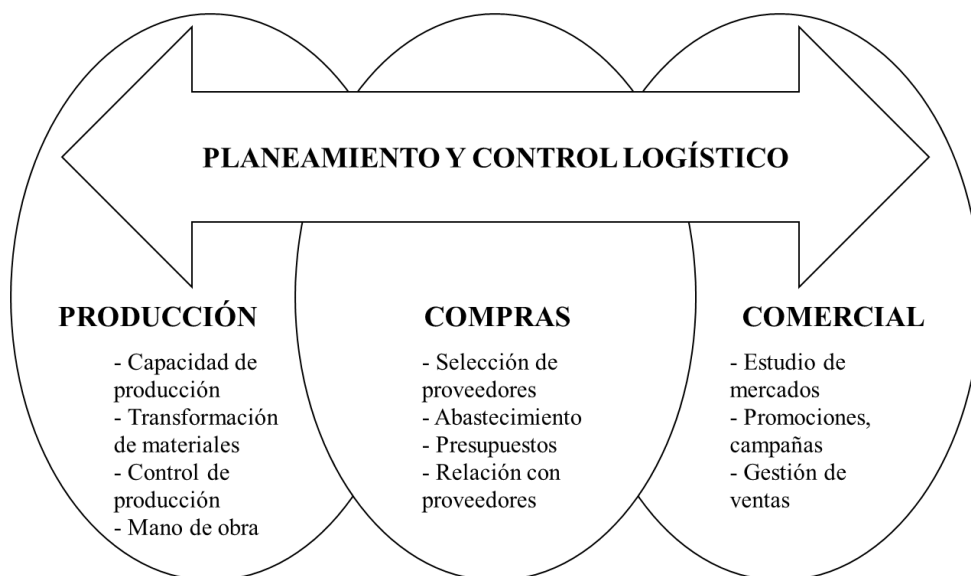 PLANEAMIENTO Y CONTROL LOGÍSTICO
PRODUCCIÓN
- Capacidad de
producción
- Transformación
de materiales
- Control de
producción
- Mano de obra
COMPRAS
- Selección de
proveedores
- Abastecimiento
- Presupuestos
- Relación con
proveedores
COMERCIAL
- Estudio de
mercados
- Promociones,
campañas
- Gestión de
ventas